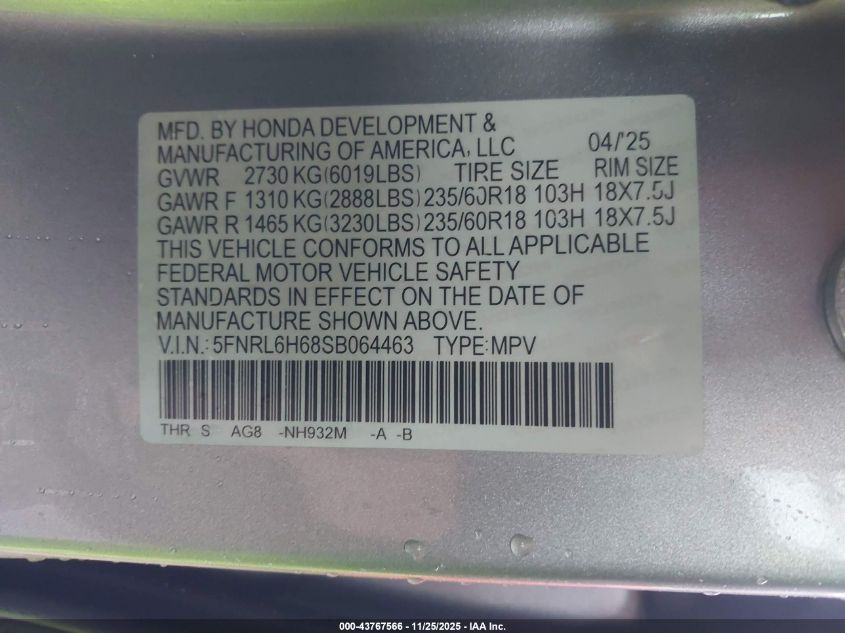 MFD. BY HONDA DEVELOPMENT &
MANUFACTURING OF AMERICA, LLC 04/'25
GVWR 2730 KG(6019LBS) TIRE SIZE RIM SIZE
GAWR F 1310 KG(2888LBS) 235/60R18 103H 18X7.5J
GAWR R 1465 KG(3230LBS) 235/60R18 103H 18X7.5J
THIS VEHICLE CONFORMS TO ALL APPLICABLE
FEDERAL MOTOR VEHICLE SAFETY
STANDARDS IN EFFECT ON THE DATE OF
MANUFACTURE SHOWN ABOVE.
V.I.N.: 5FNRL6H68SB064463 TYPE:MPV
THR S AG8 -NH932M -A -B
000-43767566 - 11/25/2025 - IAA Inc.